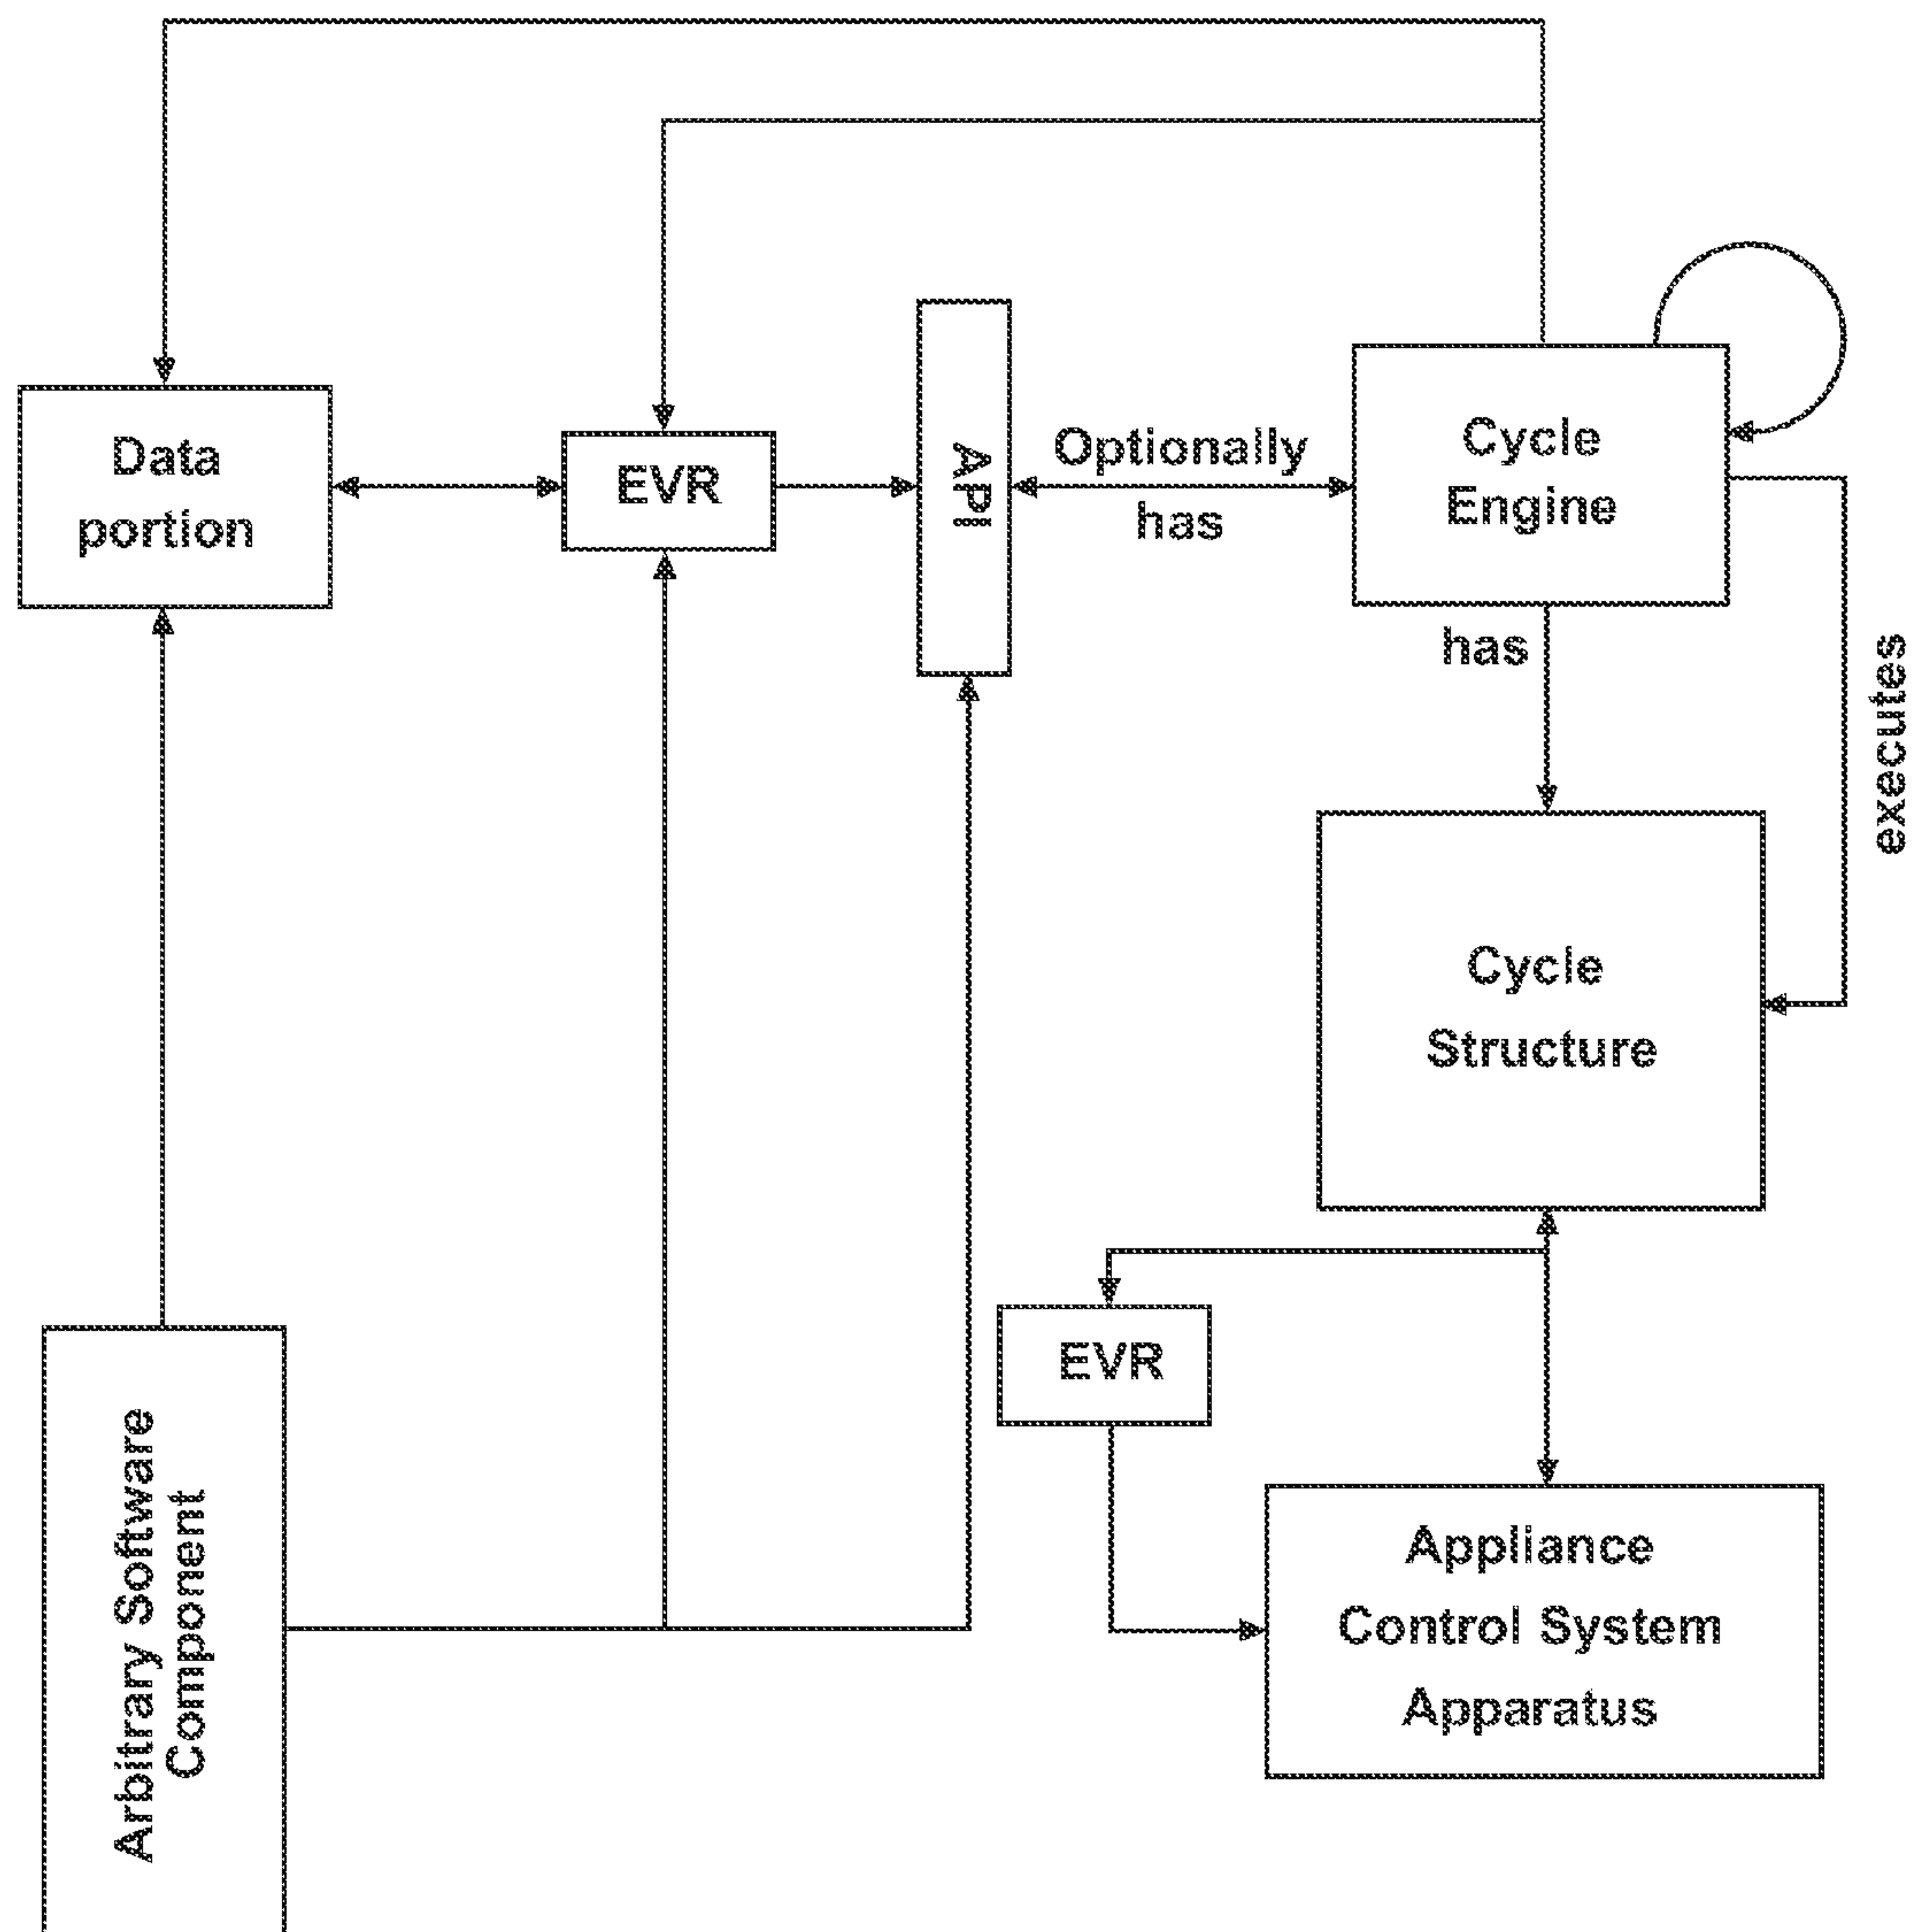 Data
portion
EVR
API
Optionally
has
Cycle
Engine
has
executes
Cycle
Structure
EVR
Arbitrary Software
Component
Appliance
Control System
Apparatus